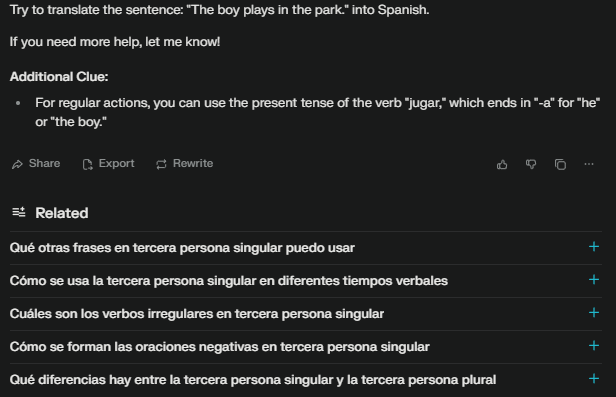 Try to translate the sentence: "The boy plays in the park." into Spanish.
If you need more help, let me know!
Additional Clue:
• For regular actions, you can use the present tense of the verb "jugar," which ends in "-a" for "he"
or "the boy."
Share Export Rewrite
Related
Qué otras frases en tercera persona singular puedo usar
Cómo se usa la tercera persona singular en diferentes tiempos verbales
Cuáles son los verbos irregulares en tercera persona singular
Cómo se forman las oraciones negativas en tercera persona singular
Qué diferencias hay entre la tercera persona singular y la tercera persona plural